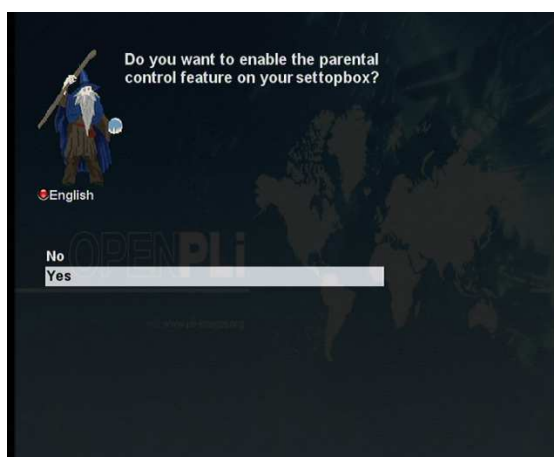 Do you want to enable the parental
control feature on your settopbox?
English
No
OPENPLi
Yes